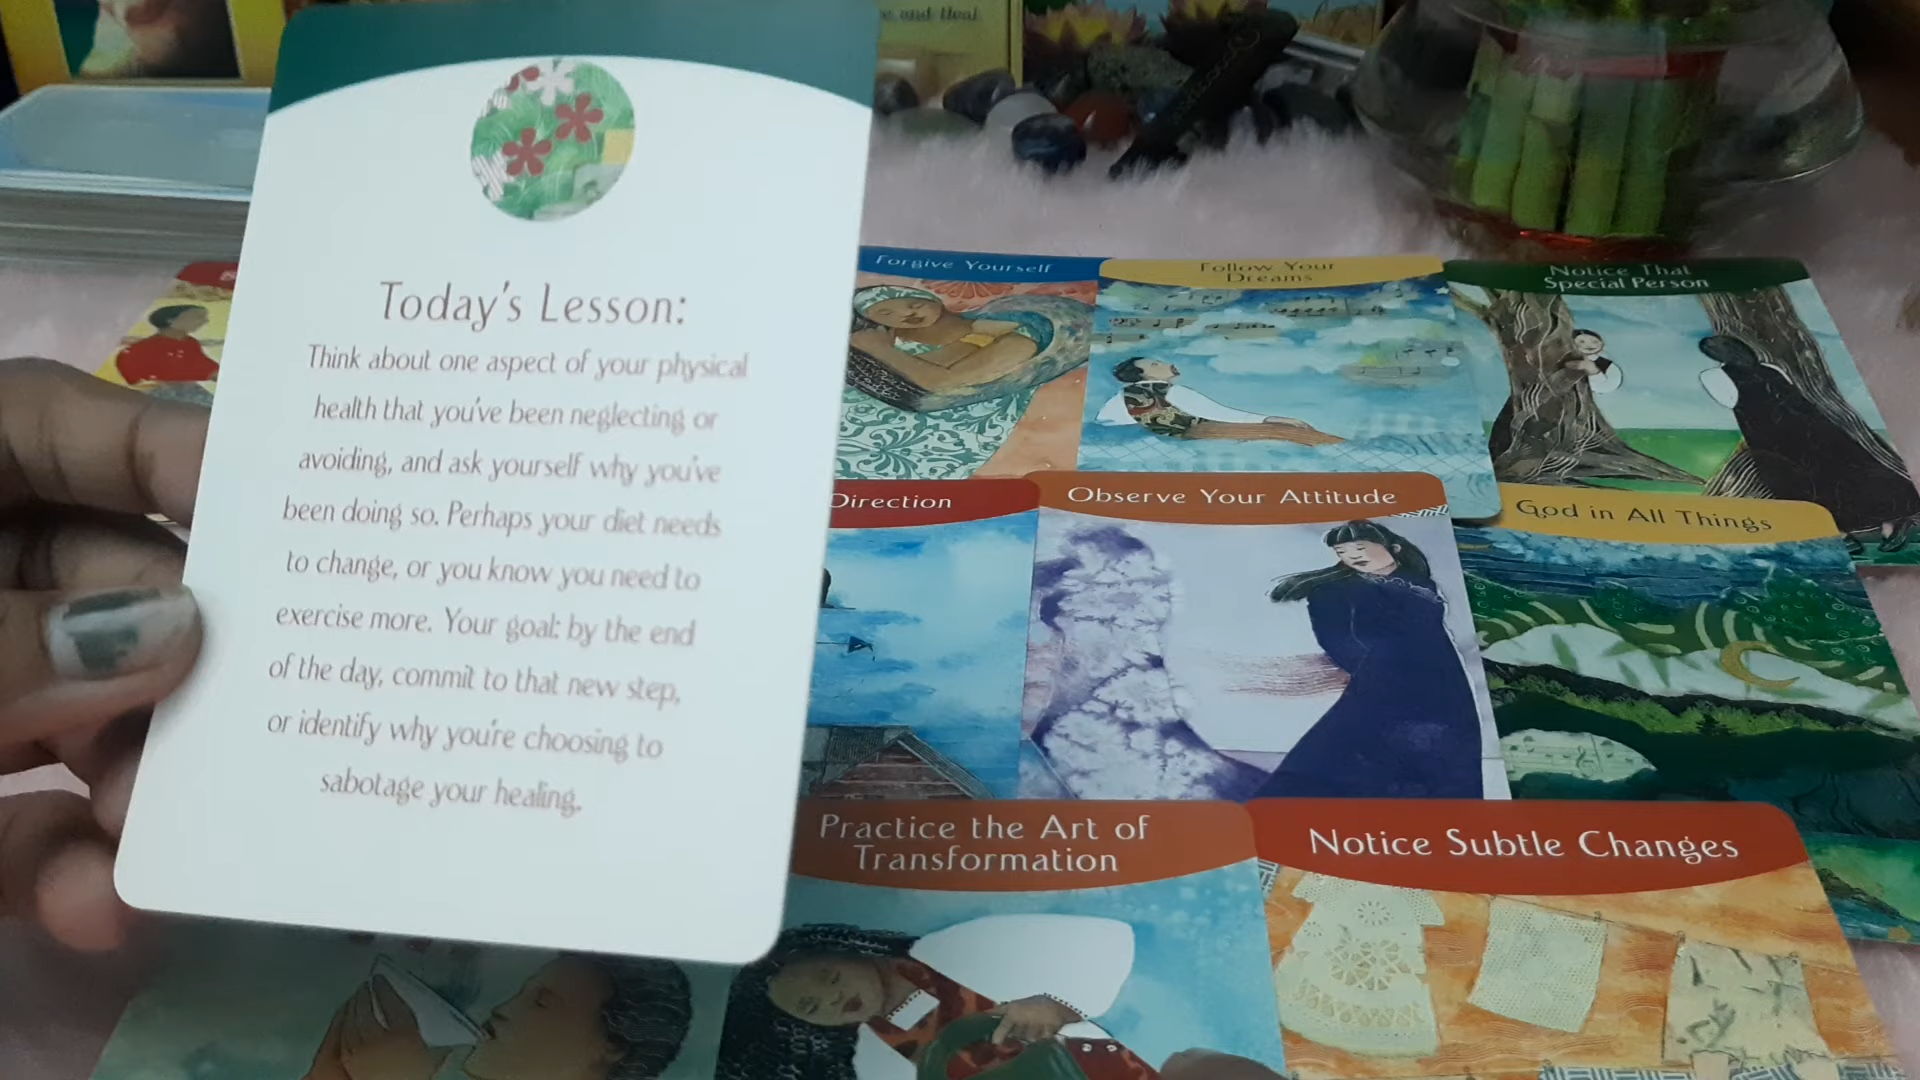 e and Heal
Today's Lesson:
Think about one aspect of your physical
health that you've been neglecting or
avoiding, and ask yourself why you've
been doing so. Perhaps your diet needs
to change, or you know you need to
exercise more. Your goal: by the end
of the day, commit to that new step,
or identify why you're choosing to
sabotage your healing.
Forgive Yourself
Follow Your
Dreams
Notice That
Special Person
Direction
Observe Your Attitude
God in All Things
Practice the Art of
Transformation
Notice Subtle Changes